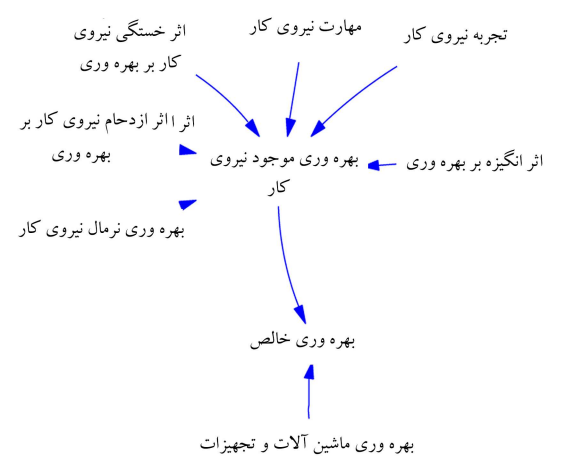 اثر خستگی نیروی
کار بر بهره وری
مهارت نیروی کار
تجربه نیروی کار
اثر ا اثر ازدحام نیروی کار بر
بهره وری
بهره وری موجود نیروی
کار
اثر انگیزه بر بهره وری
بهره وری نرمال نیروی کار
بهره وری خالص
بهره وری ماشین آلات و تجهیزات